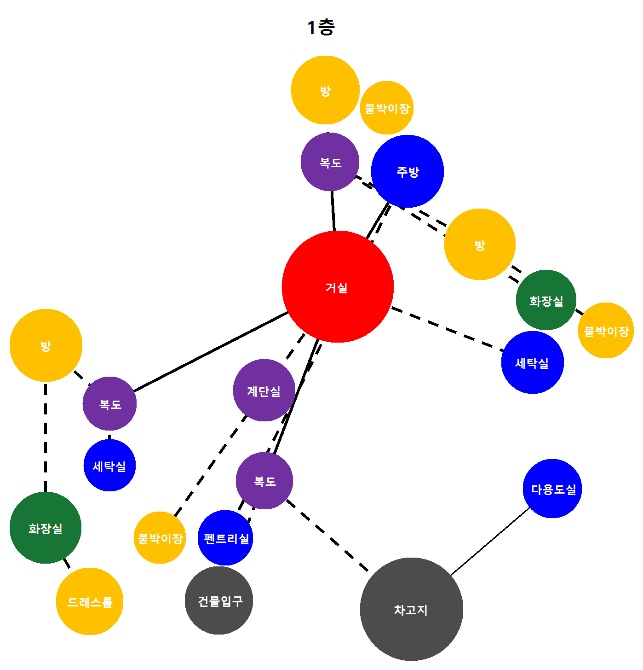 1층
방
붙박이장
복도
주방
방
거실
화장실
붙박이장
방
세탁실
계단실
복도
세탁실
복도
다용도실
화장실
붙박이장
펜트리실
드레스룸
건물입구
차고지